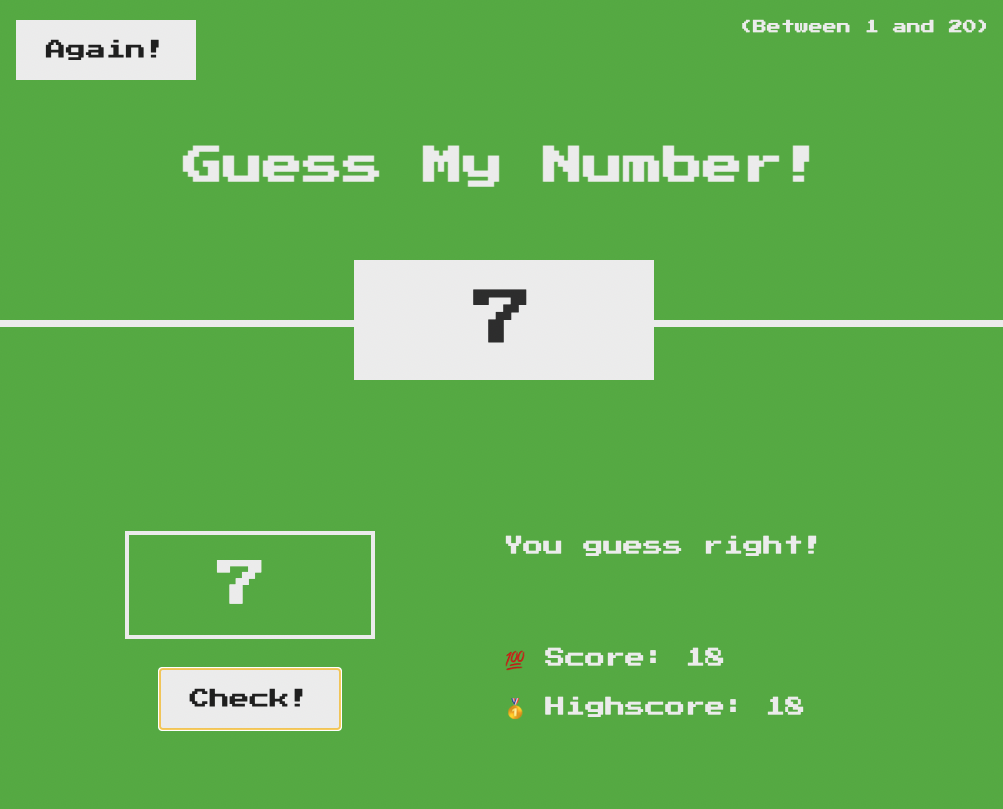 Again!
(Between 1 and 20)
Guess My Number!
7
7
Check!
You guess right!
💯 Score: 18
🥇 Highscore: 18